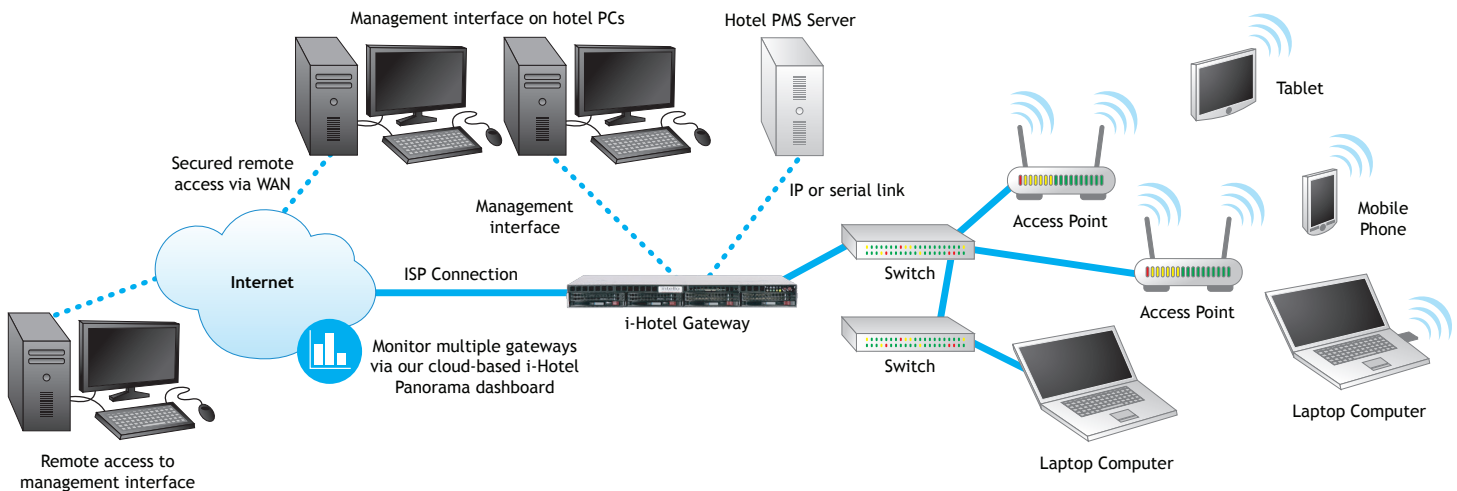 Management interface on hotel PCs
Hotel PMS Server
Tablet
Secured remote
access via WAN
Management
interface
IP or serial link
Access Point
Mobile
Phone
Internet
ISP Connection
Switch
Access Point
i-Hotel Gateway
Monitor multiple gateways
via our cloud-based i-Hotel
Panorama dashboard
Switch
Laptop Computer
Laptop Computer
Remote access to
management interface